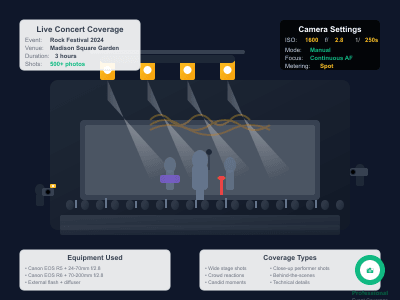 Live Concert Coverage
Event: Rock Festival 2024
Venue: Madison Square Garden
Duration: 3 hours
Shots: 500+ photos
Camera Settings
ISO: 1600 f/ 2.8 1/ 250s
Mode: Manual
Focus: Continuous AF
Metering: Spot
Equipment Used
• Canon EOS R5 + 24-70mm f/2.8
• Canon EOS R6 + 70-200mm f/2.8
• External flash + diffuser
Coverage Types
• Wide stage shots • Close-up performer shots
• Crowd reactions • Behind-the-scenes
• Candid moments • Technical details
Professional